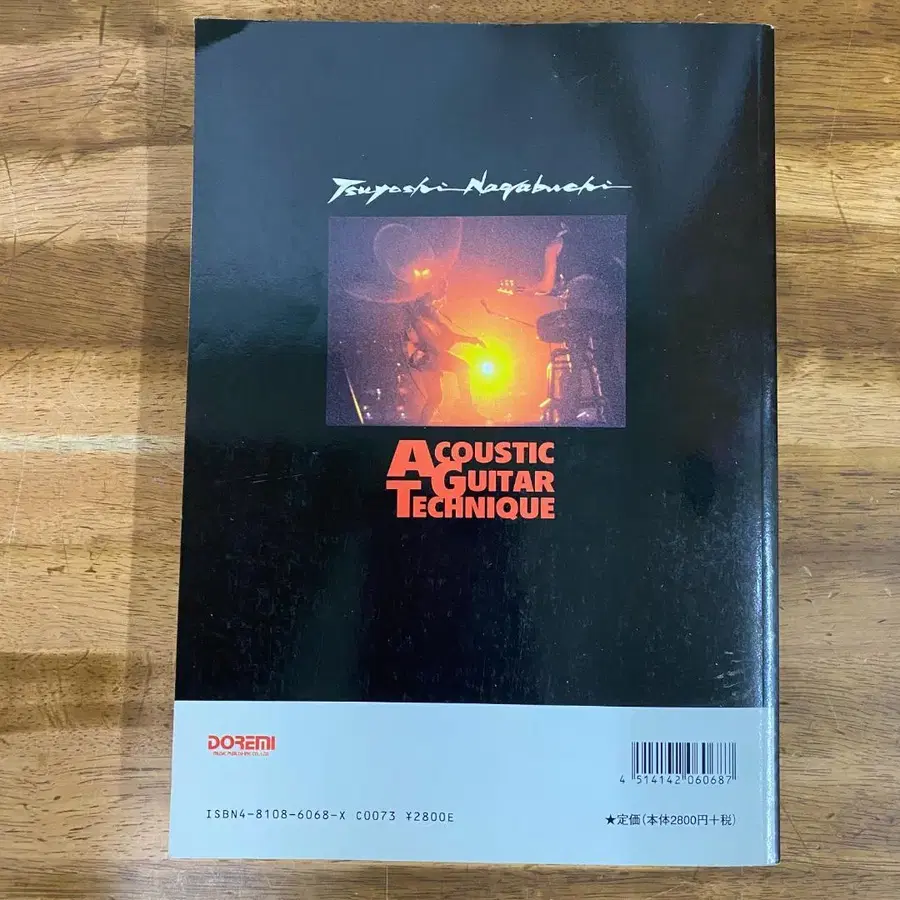 Tsuyoshi Nagabuchi
ACOUSTIC
GUITAR
TECHNIQUE
DOREMI
4 514142 060687
ISBN4-8108-6068-X C0073 ¥2800E
★定価(本体2800円+税)